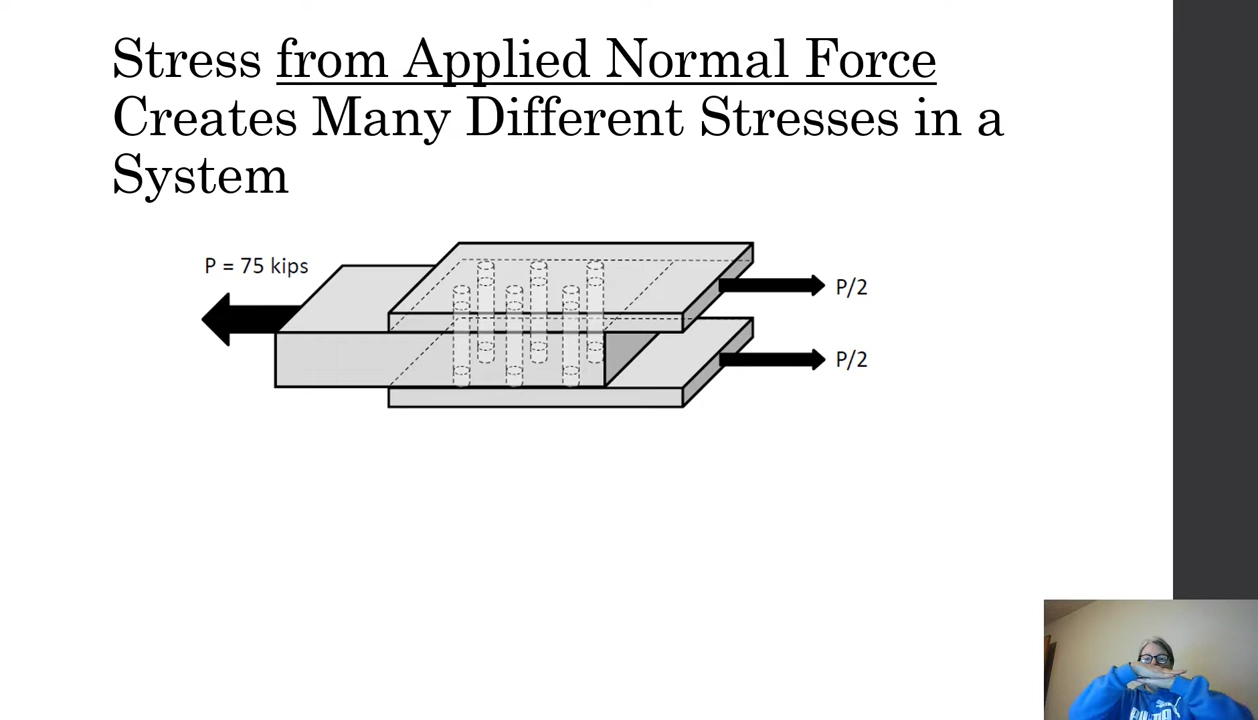 Stress from Applied Normal Force
Creates Many Different Stresses in a
System
P = 75 kips
P/2
P/2